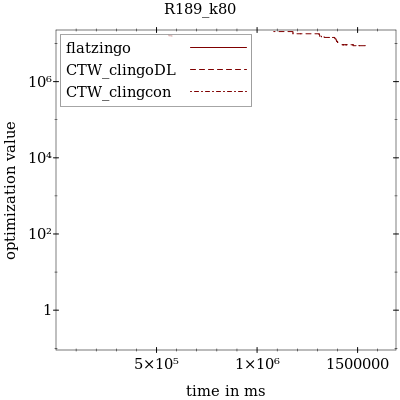 R189_k80
flatzingo
CTW_clingoDL
CTW_clingcon
10⁶
10⁴
10²
1
optimization value
5×10⁵ 1×10⁶ 1500000
time in ms